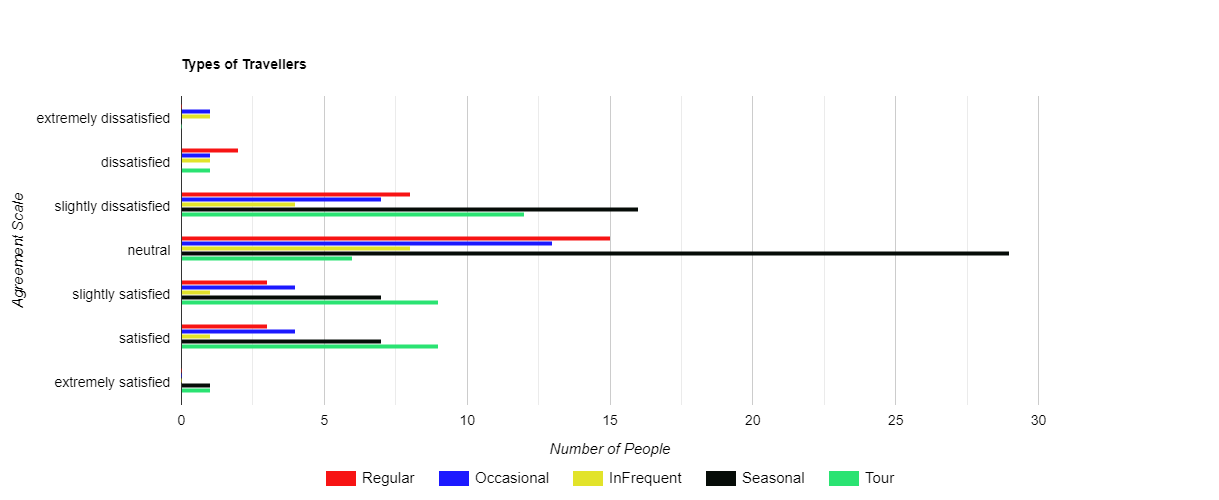 Types of Travellers
extremely dissatisfied
dissatisfied
slightly dissatisfied
neutral
slightly satisfied
satisfied
extremely satisfied
Agreement Scale
0 5 10 15 20 25 30
Number of People
Regular Occasional InFrequent Seasonal Tour